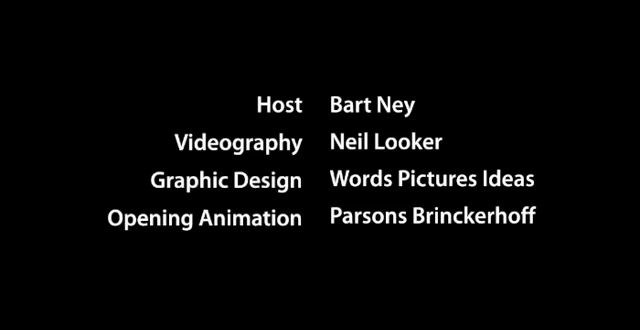 Host Bart Ney
Videography Neil Looker
Graphic Design Words Pictures Ideas
Opening Animation Parsons Brinckerhoff